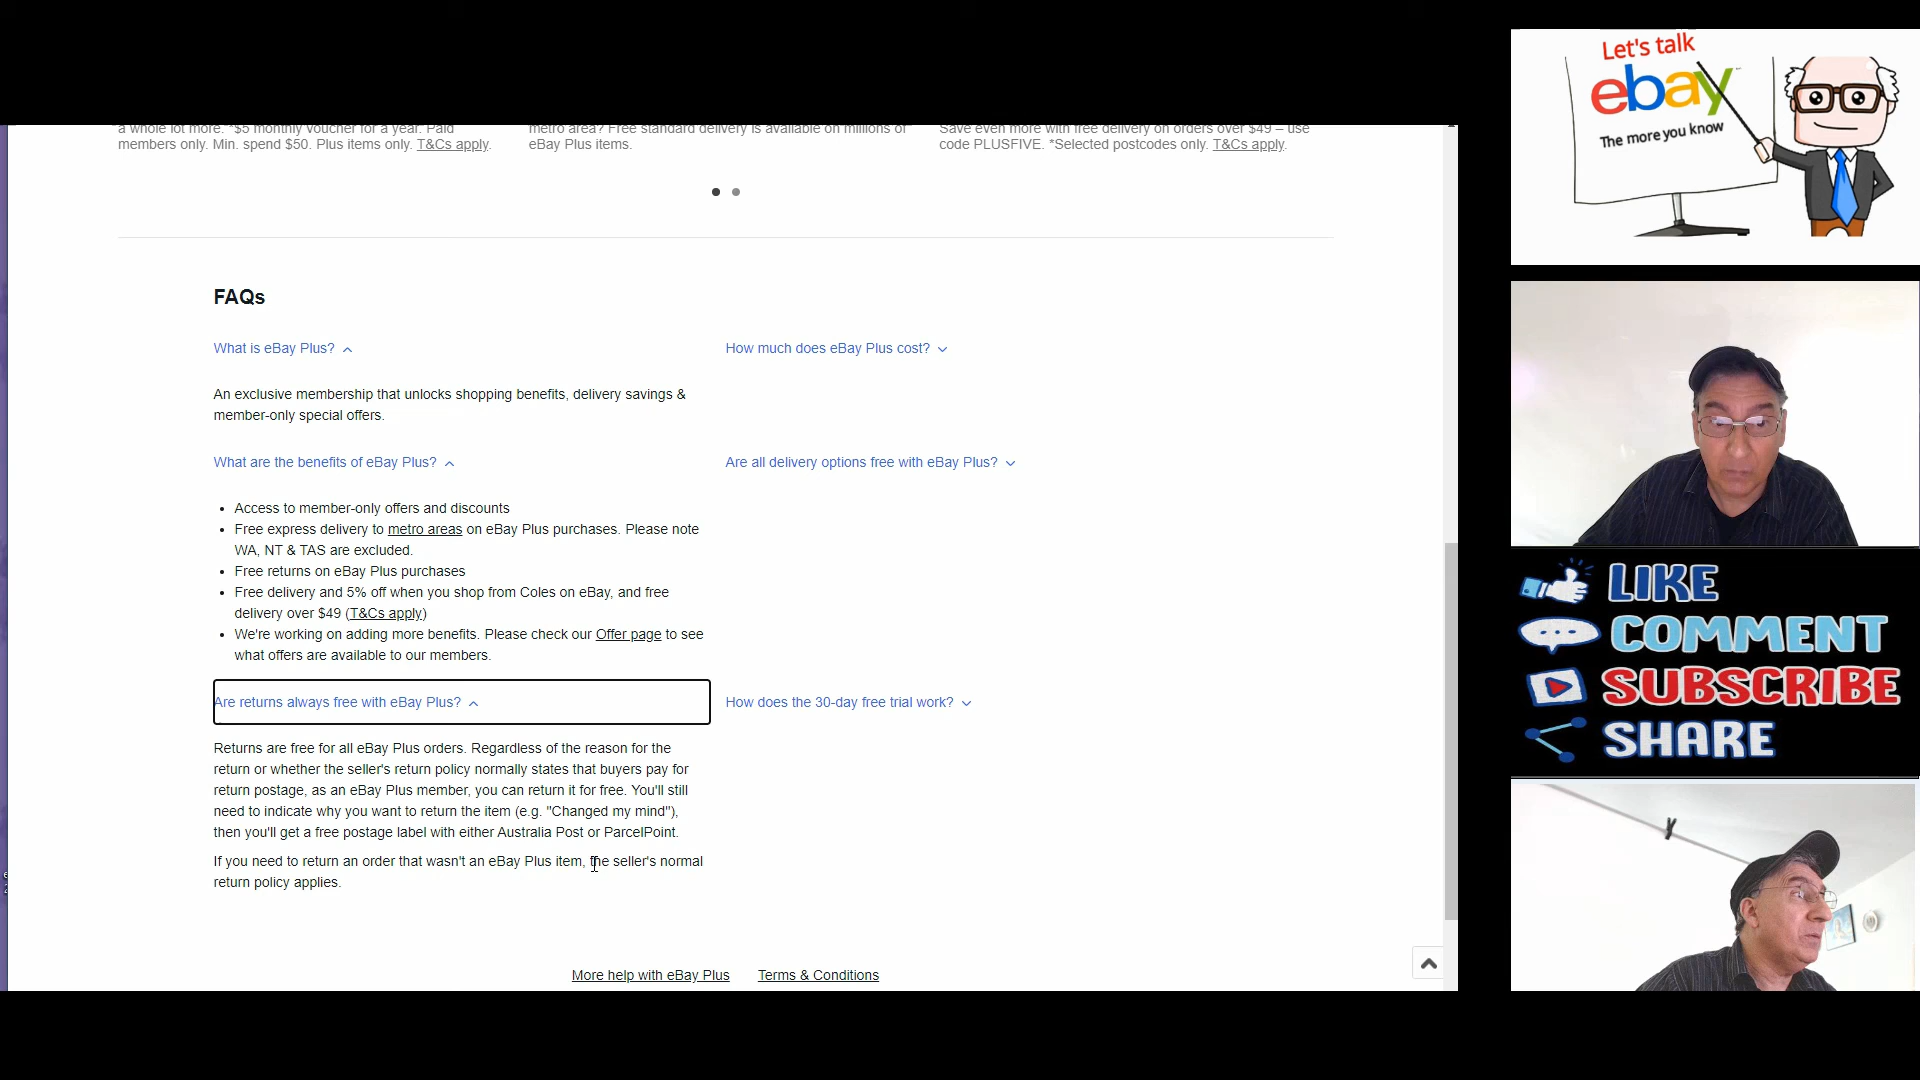 a whole lot more. *$5 monthly voucher for a year. Paid
members only. Min. spend $50. Plus items only. T&Cs apply.
metro area? Free standard delivery is available on millions of
eBay Plus items.
Save even more with free delivery on orders over $49 – use
code PLUSFIVE. *Selected postcodes only. T&Cs apply.
FAQs
What is eBay Plus?
An exclusive membership that unlocks shopping benefits, delivery savings &
member-only special offers.
What are the benefits of eBay Plus?
• Access to member-only offers and discounts
• Free express delivery to metro areas on eBay Plus purchases. Please note
WA, NT & TAS are excluded.
• Free returns on eBay Plus purchases
• Free delivery and 5% off when you shop from Coles on eBay, and free
delivery over $49 (T&Cs apply)
• We're working on adding more benefits. Please check our Offer page to see
what offers are available to our members.
Are returns always free with eBay Plus?
Returns are free for all eBay Plus orders. Regardless of the reason for the
return or whether the seller's return policy normally states that buyers pay for
return postage, as an eBay Plus member, you can return it for free. You'll still
need to indicate why you want to return the item (e.g. "Changed my mind"),
then you'll get a free postage label with either Australia Post or ParcelPoint.
If you need to return an order that wasn't an eBay Plus item, the seller's normal
return policy applies.
How much does eBay Plus cost?
Are all delivery options free with eBay Plus?
How does the 30-day free trial work?
More help with eBay Plus
Terms & Conditions
Let's talk
ebay
The more you know
LIKE
COMMENT
SUBSCRIBE
SHARE